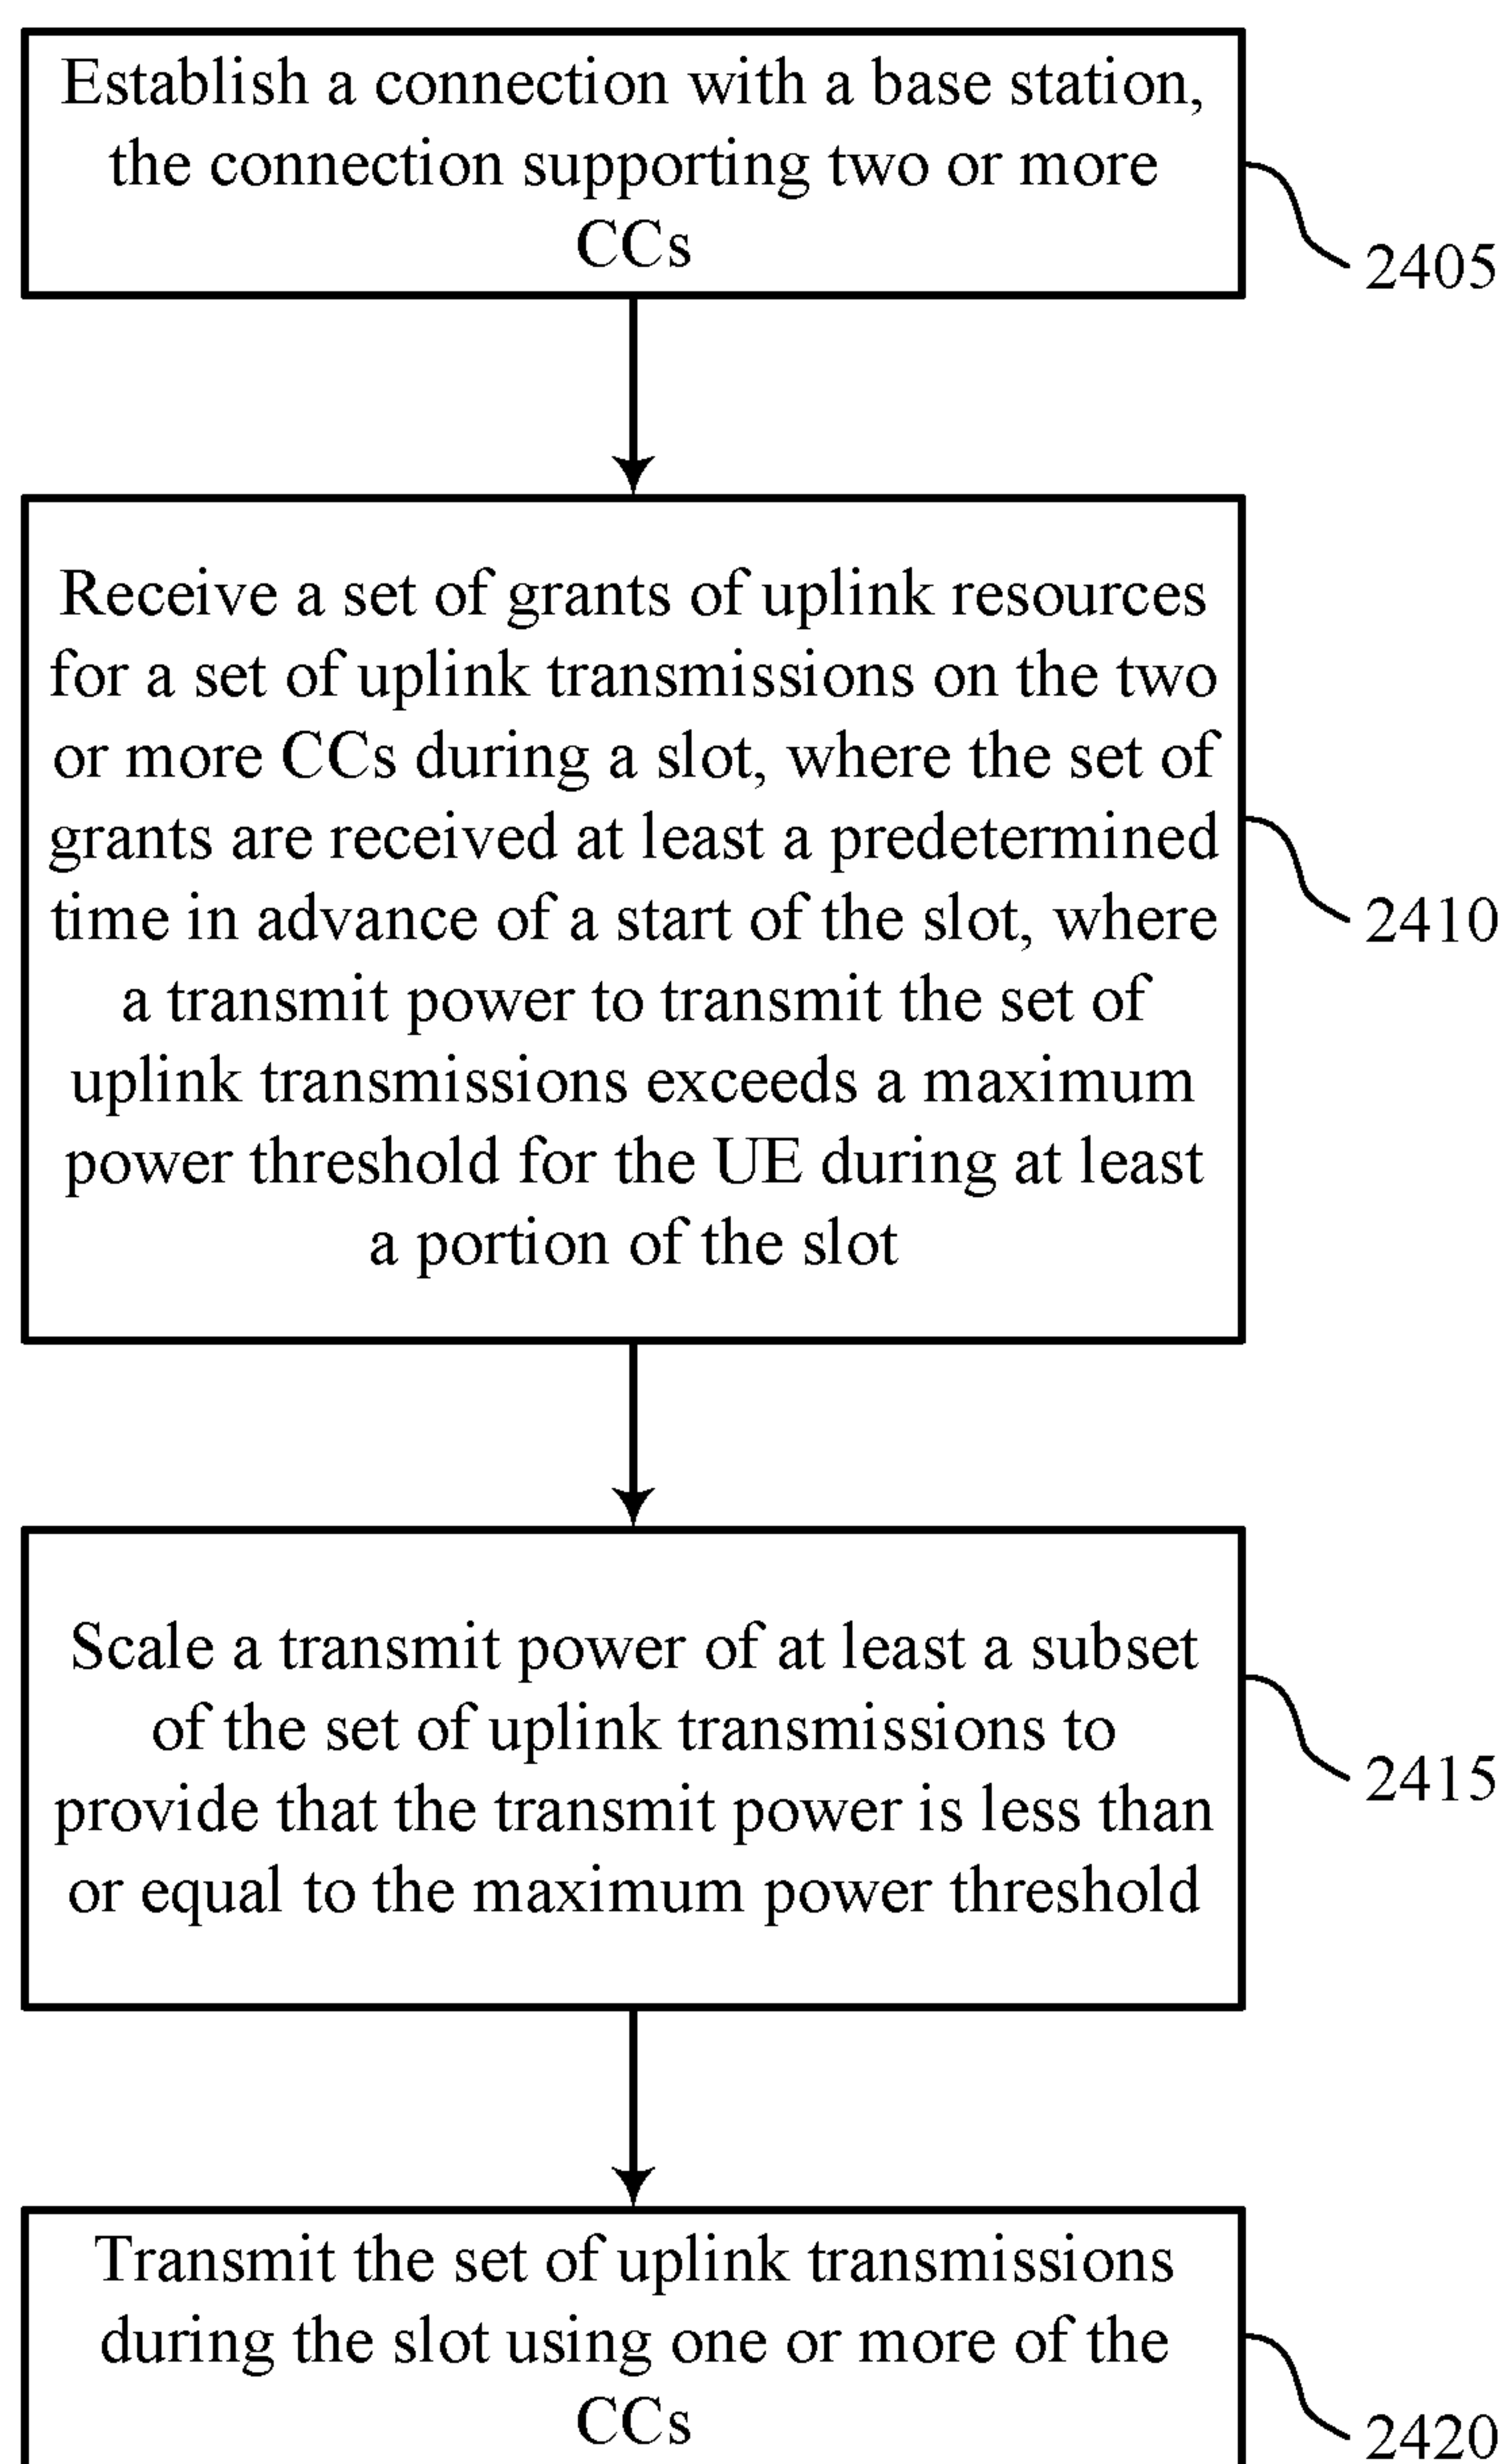 Establish a connection with a base station,
the connection supporting two or more
CCs
2405
Receive a set of grants of uplink resources
for a set of uplink transmissions on the two
or more CCs during a slot, where the set of
grants are received at least a predetermined
time in advance of a start of the slot, where
a transmit power to transmit the set of
uplink transmissions exceeds a maximum
power threshold for the UE during at least
a portion of the slot
2410
Scale a transmit power of at least a subset
of the set of uplink transmissions to
provide that the transmit power is less than
or equal to the maximum power threshold
2415
Transmit the set of uplink transmissions
during the slot using one or more of the
CCs
2420